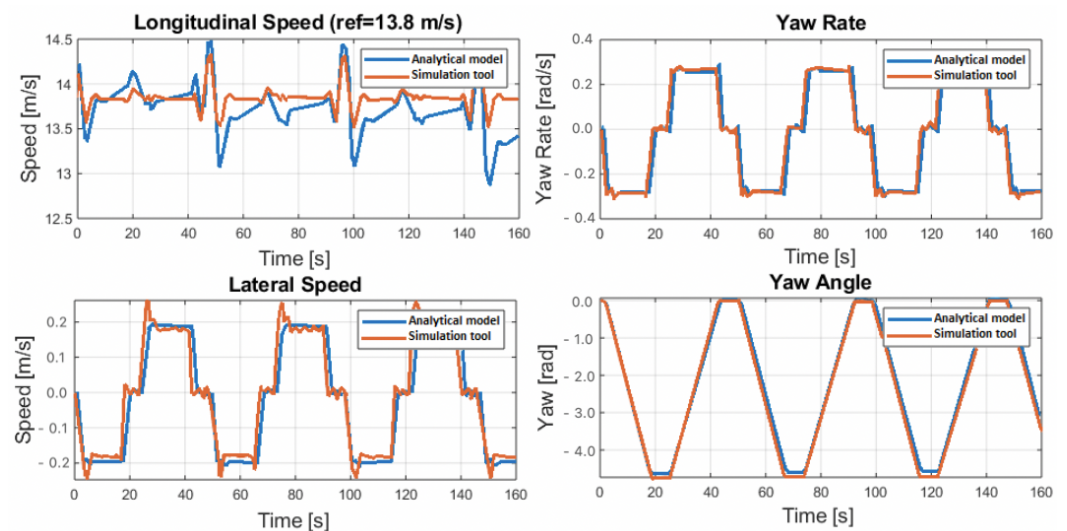 Longitudinal Speed (ref=13.8 m/s)
14.5
14
13.5
13
12.5
Speed [m/s]
Analytical model
Simulation tool
0 20 40 60 80 100 120 140 160
Time [s]
Yaw Rate
0.4
0.2
0.0
- 0.2
- 0.4
Yaw Rate [rad/s]
Analytical model
Simulation tool
0 20 40 60 80 100 120 140 160
Time [s]
Lateral Speed
0.2
0.1
0.0
- 0.1
- 0.2
Speed [m/s]
Analytical model
Simulation tool
0 20 40 60 80 100 120 140 160
Time [s]
Yaw Angle
0.0
- 1.0
- 2.0
- 3.0
- 4.0
Yaw [rad]
Analytical model
Simulation tool
0 20 40 60 80 100 120 140 160
Time [s]